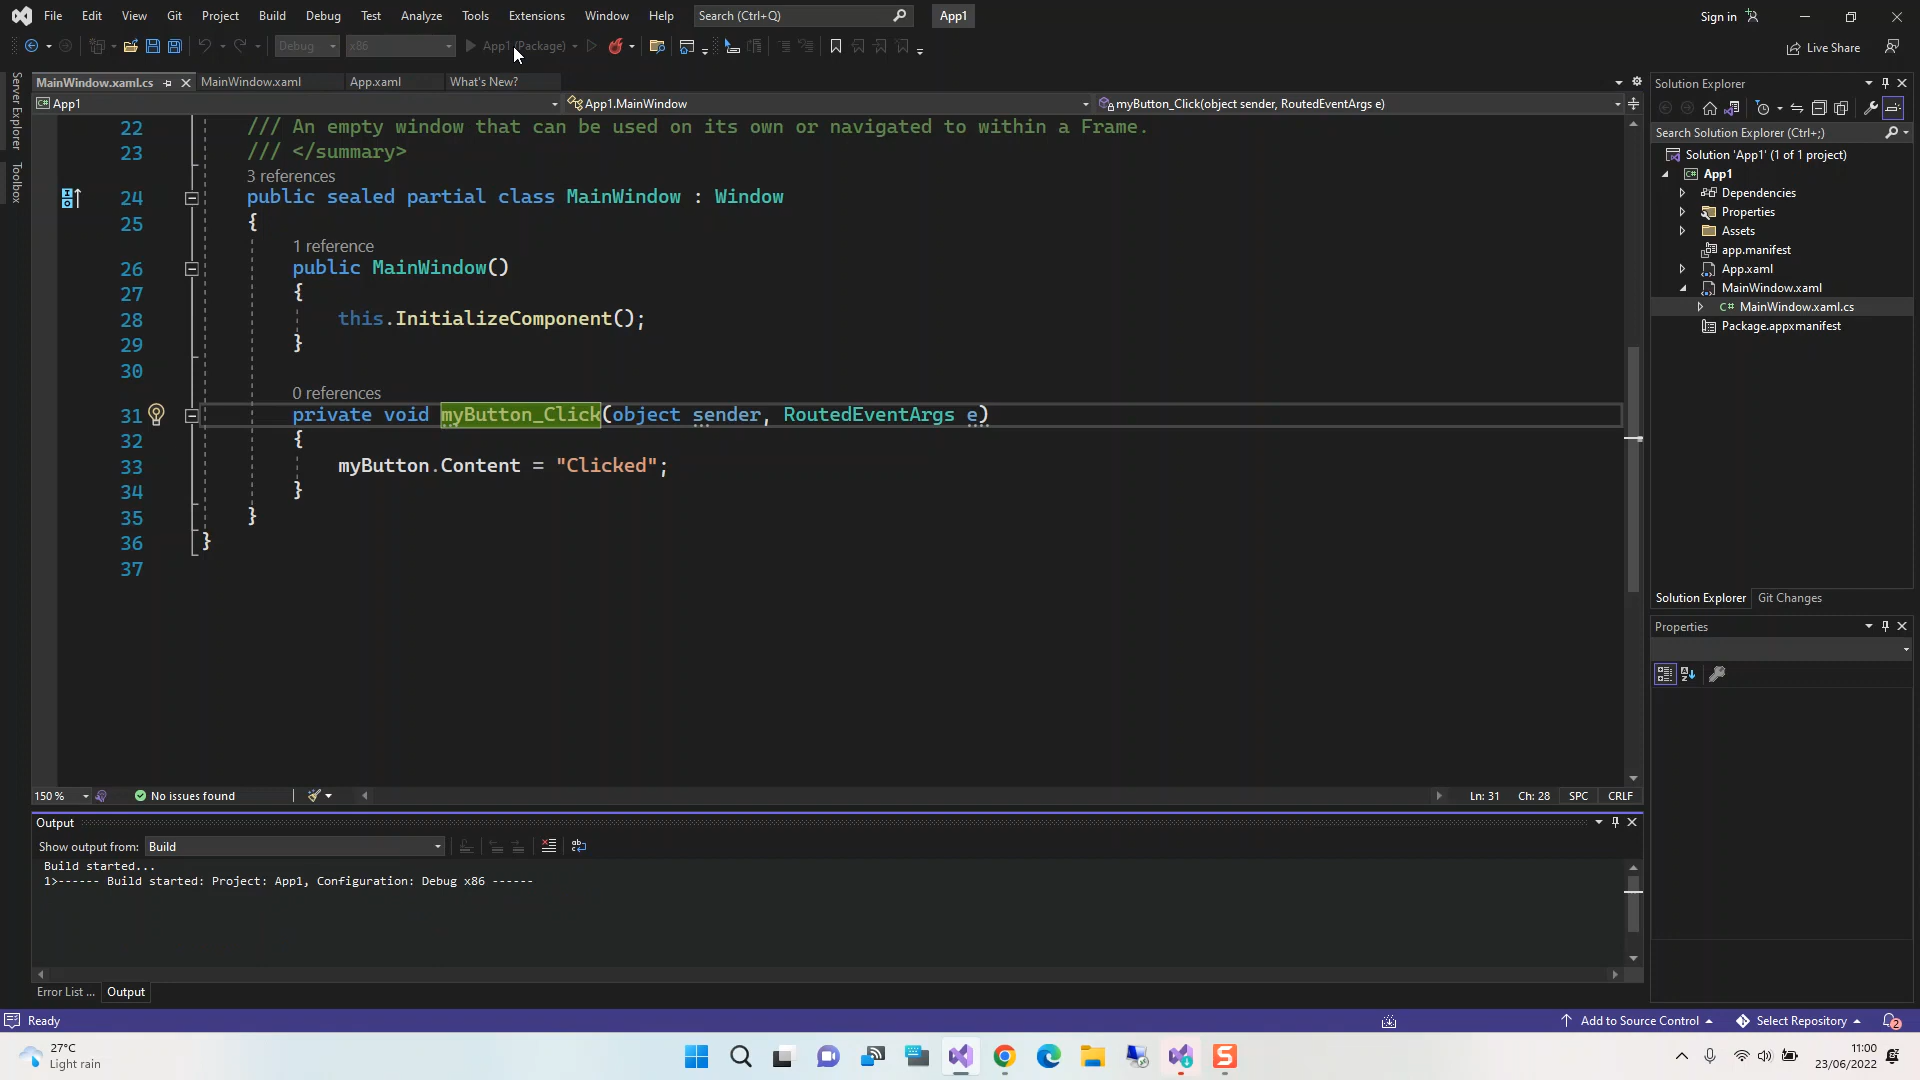 File Edit View Git Project Build Debug Test Analyze Tools Extensions Window Help Search (Ctrl+Q) App1 Sign in
Debug x86 App1 (Package) Live Share
MainWindow.xaml.cs MainWindow.xaml App.xaml What's New?
App1 App1.MainWindow myButton_Click(object sender, RoutedEventArgs e)
Server Explorer
Toolbox
22 /// An empty window that can be used on its own or navigated to within a Frame.
23 /// </summary>
3 references
24 public sealed partial class MainWindow : Window
25 {
1 reference
26 public MainWindow()
27 {
28 this.InitializeComponent();
29 }
30
0 references
31 private void myButton_Click(object sender, RoutedEventArgs e)
32 {
33 myButton.Content = "Clicked";
34 }
35 }
36 }
37
150 % No issues found Ln: 31 Ch: 28 SPC CRLF
Output
Show output from: Build
Build started...
1>------ Build started: Project: App1, Configuration: Debug x86 ------
Error List ... Output
Solution Explorer
Search Solution Explorer (Ctrl+;)
Solution 'App1' (1 of 1 project)
C# App1
Dependencies
Properties
Assets
app.manifest
App.xaml
MainWindow.xaml
C# MainWindow.xaml.cs
Package.appxmanifest
Solution Explorer Git Changes
Properties
Ready Add to Source Control Select Repository 2
27°C
Light rain
11:00
23/06/2022